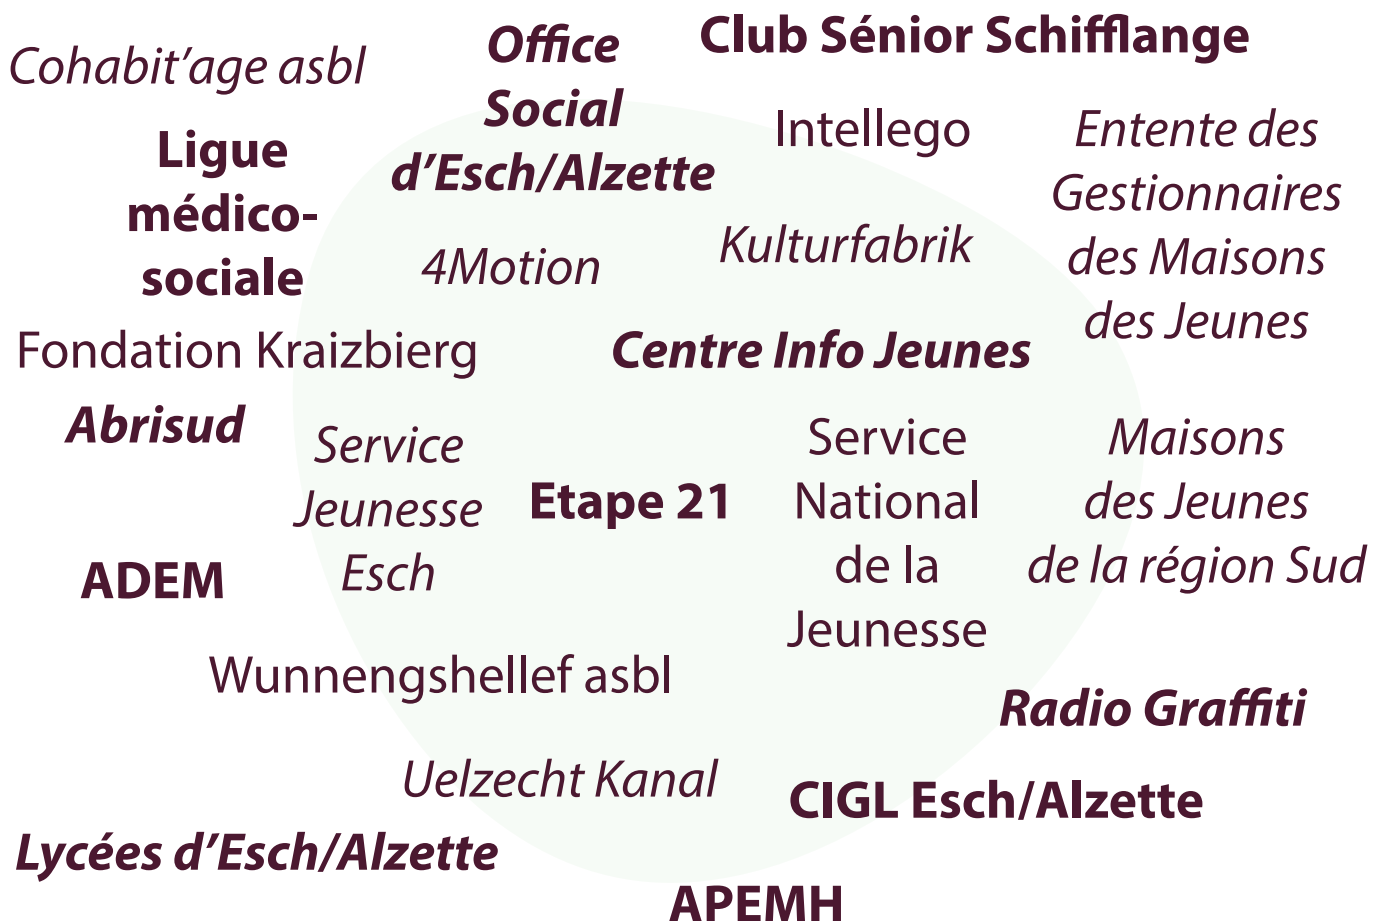 Cohabit’age asbl
Office
Social
d’Esch/Alzette
Club Sénior Schifflange
Ligue
médico-
sociale
Intellego
Entente des
Gestionnaires
des Maisons
des Jeunes
4Motion
Kulturfabrik
Fondation Kraizbierg
Centre Info Jeunes
Abrisud
Service
Jeunesse
Esch
Etape 21
Service
National
de la
Jeunesse
Maisons
des Jeunes
de la région Sud
ADEM
Wunnengshellef asbl
Radio Graffiti
Uelzecht Kanal
CIGL Esch/Alzette
Lycées d’Esch/Alzette
APEMH